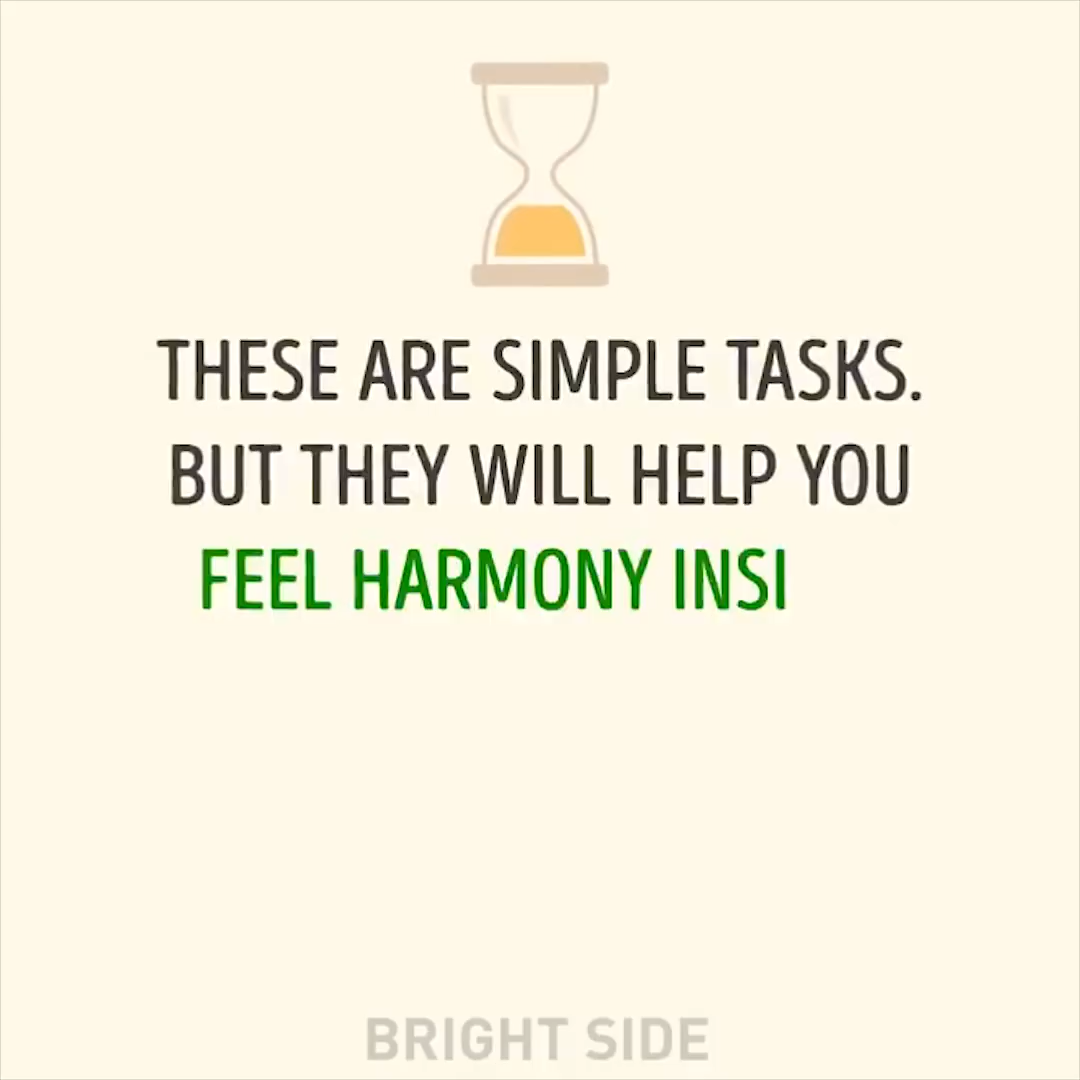 THESE ARE SIMPLE TASKS.
BUT THEY WILL HELP YOU
FEEL HARMONY INSI
BRIGHT SIDE